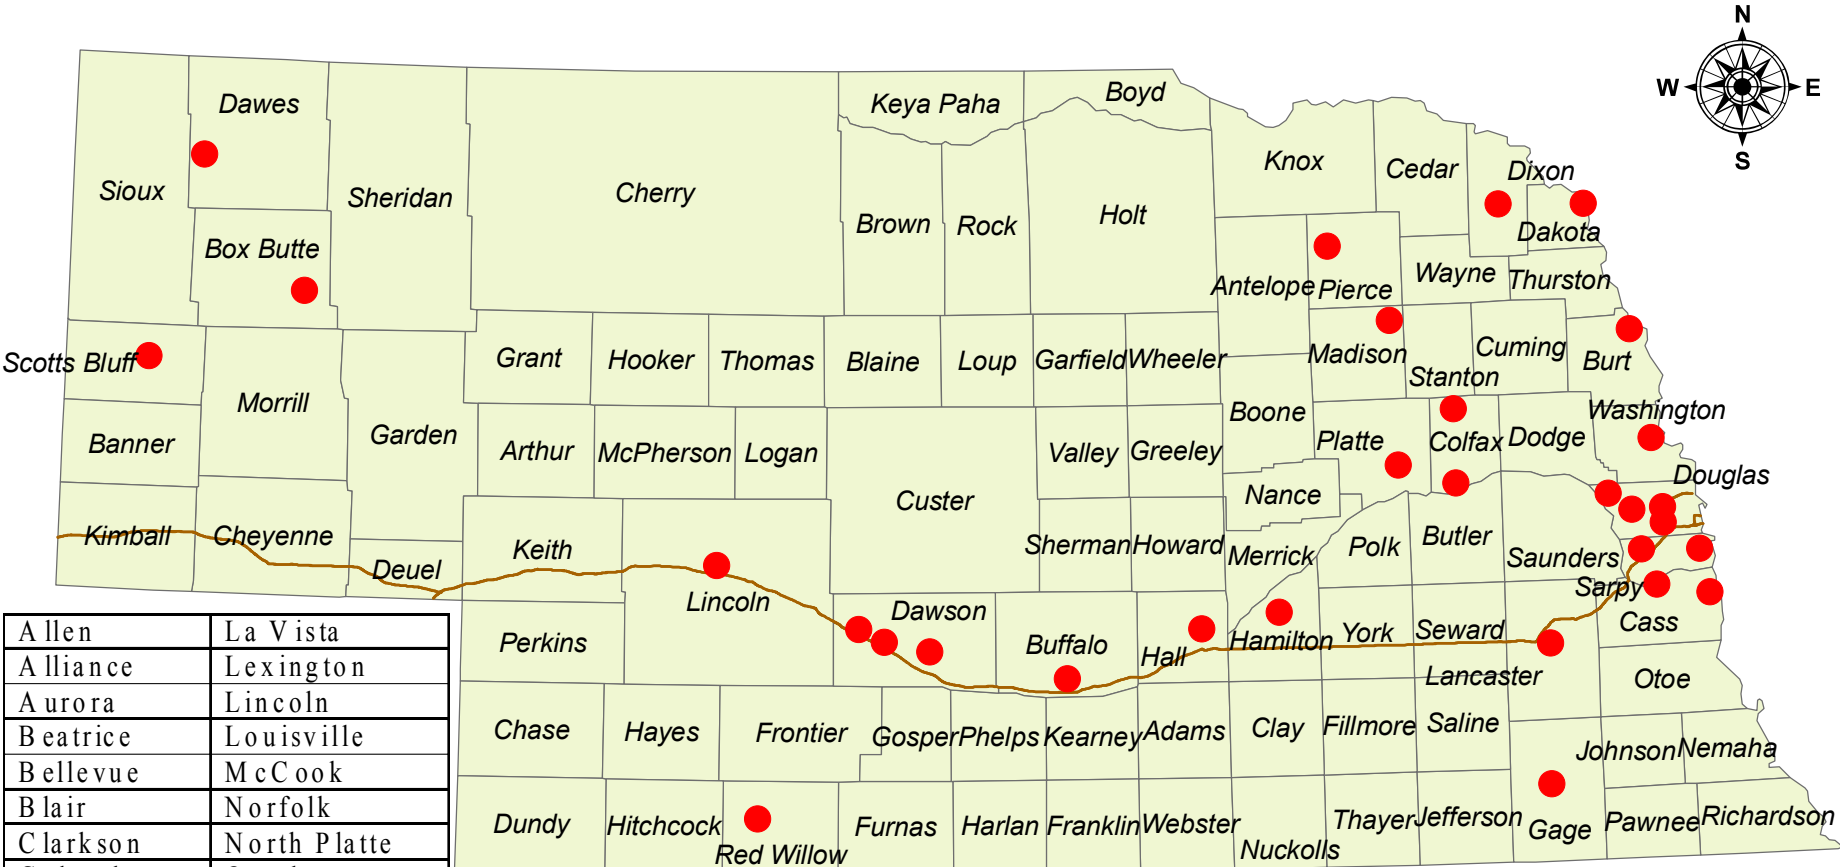 N
W E
S
Dawes
Keya Paha
Boyd
Knox
Cedar
Dixon
Sioux
Sheridan
Cherry
Brown
Rock
Holt
Dakota
Box Butte
Antelope
Pierce
Wayne
Thurston
Scotts Bluff
Grant
Hooker
Thomas
Blaine
Loup
Garfield
Wheeler
Madison
Stanton
Cuming
Burt
Morrill
Banner
Garden
Arthur
McPherson
Logan
Valley
Greeley
Boone
Platte
Colfax
Dodge
Washington
Custer
Nance
Douglas
Kimball
Cheyenne
Deuel
Keith
Sherman
Howard
Merrick
Polk
Butler
Saunders
Sarpy
Lincoln
Dawson
Buffalo
Hall
Hamilton
York
Seward
Cass
Perkins
Lancaster
Otoe
Chase
Hayes
Frontier
Gosper
Phelps
Kearney
Adams
Clay
Fillmore
Saline
Johnson
Nemaha
Dundy
Hitchcock
Red Willow
Furnas
Harlan
Franklin
Webster
Nuckolls
Thayer
Jefferson
Gage
Pawnee
Richardson
Allen La Vista
Alliance Lexington
Aurora Lincoln
Beatrice Louisville
Bellevue McCook
Blair Norfolk
Clarkson North Platte